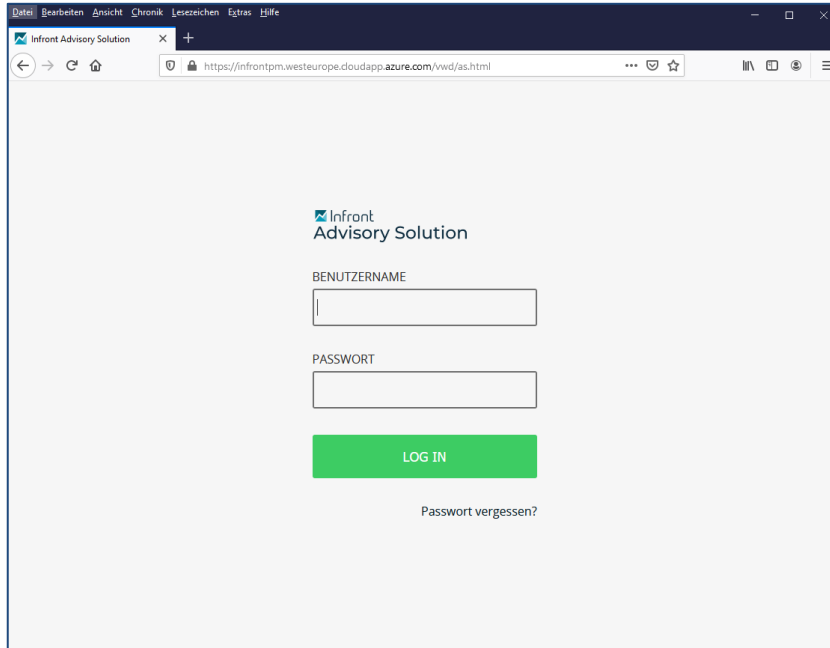 Datei Bearbeiten Ansicht Chronik Lesezeichen Extras Hilfe
Infront Advisory Solution
https://infrontpm.westeurope.cloudapp.azure.com/vwd/as.html
Infront
Advisory Solution
BENUTZERNAME
PASSWORT
LOG IN
Passwort vergessen?